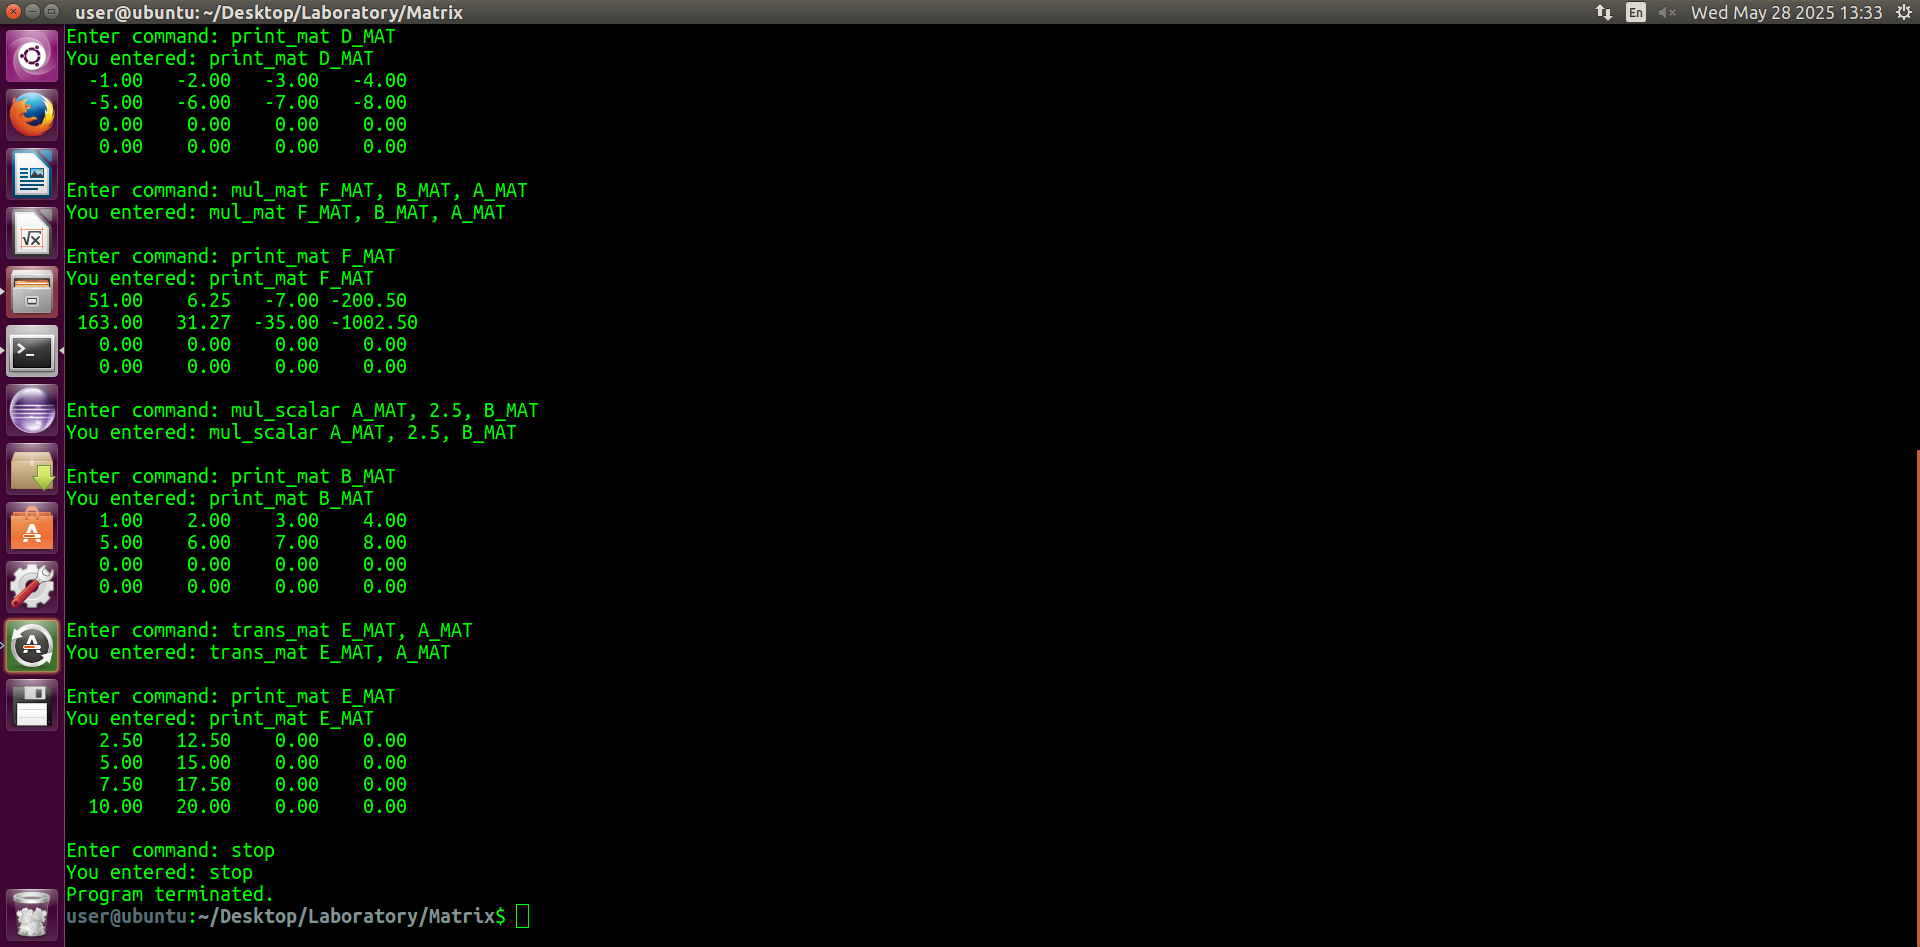 user@ubuntu: ~/Desktop/Laboratory/Matrix
En
Wed May 28 2025 13:33
Enter command: print_mat D_MAT
You entered: print_mat D_MAT
-1.00 -2.00 -3.00 -4.00
-5.00 -6.00 -7.00 -8.00
0.00 0.00 0.00 0.00
0.00 0.00 0.00 0.00
Enter command: mul_mat F_MAT, B_MAT, A_MAT
You entered: mul_mat F_MAT, B_MAT, A_MAT
Enter command: print_mat F_MAT
You entered: print_mat F_MAT
51.00 6.25 -7.00 -200.50
163.00 31.27 -35.00 -1002.50
0.00 0.00 0.00 0.00
0.00 0.00 0.00 0.00
Enter command: mul_scalar A_MAT, 2.5, B_MAT
You entered: mul_scalar A_MAT, 2.5, B_MAT
Enter command: print_mat B_MAT
You entered: print_mat B_MAT
1.00 2.00 3.00 4.00
5.00 6.00 7.00 8.00
0.00 0.00 0.00 0.00
0.00 0.00 0.00 0.00
Enter command: trans_mat E_MAT, A_MAT
You entered: trans_mat E_MAT, A_MAT
Enter command: print_mat E_MAT
You entered: print_mat E_MAT
2.50 12.50 0.00 0.00
5.00 15.00 0.00 0.00
7.50 17.50 0.00 0.00
10.00 20.00 0.00 0.00
Enter command: stop
You entered: stop
Program terminated.
user@ubuntu:~/Desktop/Laboratory/Matrix$